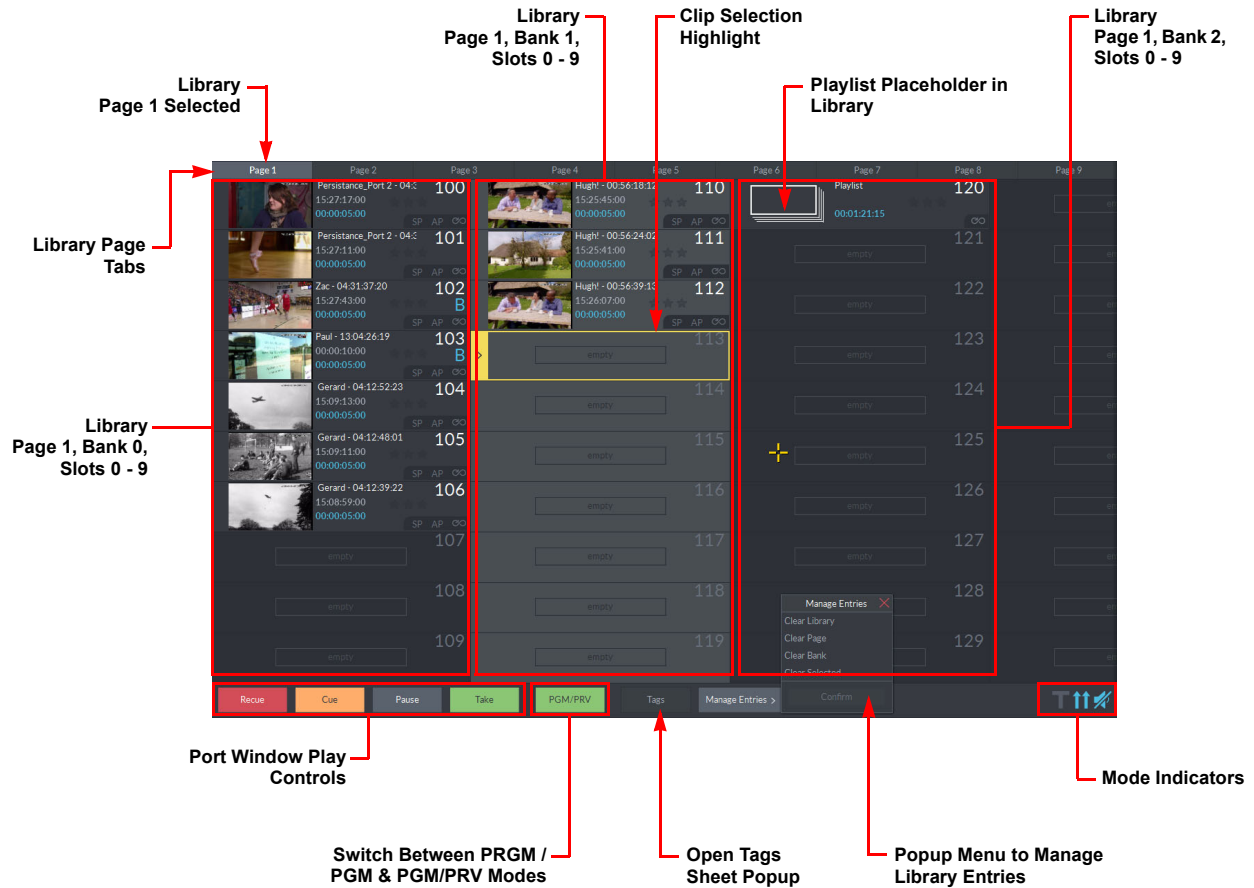 Library
Page 1, Bank 1,
Slots 0 - 9
Clip Selection
Highlight
Library
Page 1, Bank 2,
Slots 0 - 9
Library
Page 1 Selected
Playlist Placeholder in
Library
Page 1 Page 2 Page 3 Page 4 Page 5 Page 6 Page 7 Page 8 Page 9
Library Page
Tabs
Library
Page 1, Bank 0,
Slots 0 - 9
Persistance_Port 2 - 04:3 100
15:27:17:00
00:00:05:00
SP AP
Persistance_Port 2 - 04:3 101
15:27:11:00
00:00:05:00
SP AP
Zac - 04:31:37:20 102
15:27:43:00 B
00:00:05:00
SP AP
Paul - 13:04:26:19 103
00:00:10:00 B
00:00:05:00
SP AP
Gerard - 04:12:52:23 104
15:09:13:00
00:00:05:00
SP AP
Gerard - 04:12:48:01 105
15:09:11:00
00:00:05:00
SP AP
Gerard - 04:12:39:22 106
15:08:59:00
00:00:05:00
SP AP
107
empty
108
empty
109
empty
Hugh! - 00:56:18:12 110
15:25:45:00
00:00:05:00
SP AP
Hugh! - 00:56:24:02 111
15:25:41:00
00:00:05:00
SP AP
Hugh! - 00:56:39:13 112
15:26:07:00
00:00:05:00
SP AP
113
> empty
114
empty
115
empty
116
empty
117
empty
118
empty
119
empty
Playlist 120
00:01:21:15
121
empty
122
empty
123
empty
124
empty
125
empty
126
empty
127
empty
128
129
Manage Entries
Clear Library
Clear Page
Clear Bank
Clear Selected
Confirm
Recue Cue Pause Take PGM/PRV Tags Manage Entries >
T
Port Window Play
Controls
Mode Indicators
Switch Between PRGM /
PGM & PGM/PRV Modes
Open Tags
Sheet Popup
Popup Menu to Manage
Library Entries